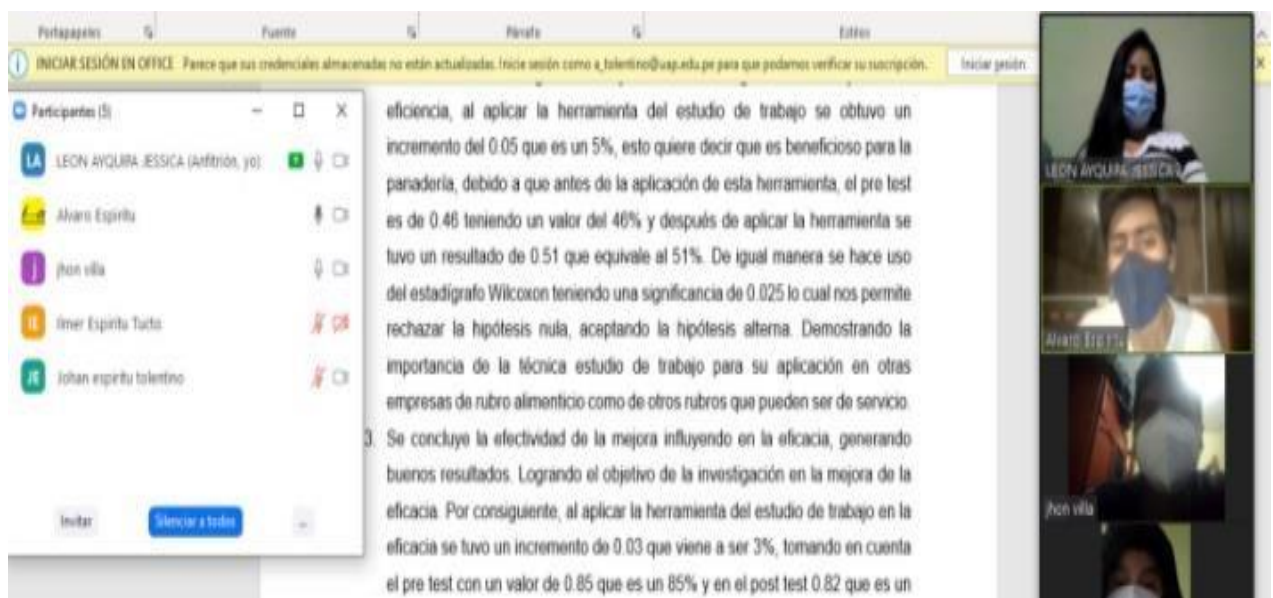 Portapapeles
Fuente
Párrafo
Estilos
INICIAR SESIÓN EN OFFICE Parece que sus credenciales almacenadas no están actualizadas. Inicie sesión como a_tolentino@uap.edu.pe para que podamos verificar su suscripción.
Iniciar sesión
Participantes (5)
LA LEON AYQUIPA JESSICA (Anfitrión, yo)
Alvaro Espiritu
j jhon villa
IE Ilmer Espiritu Tucto
JE Johan espiritu tolentino
Invitar
Silenciar a todos
...
eficiencia, al aplicar la herramienta del estudio de trabajo se obtuvo un
incremento del 0.05 que es un 5%, esto quiere decir que es beneficioso para la
panadería, debido a que antes de la aplicación de esta herramienta, el pre test
es de 0.46 teniendo un valor del 46% y después de aplicar la herramienta se
tuvo un resultado de 0.51 que equivale al 51%. De igual manera se hace uso
del estadígrafo Wilcoxon teniendo una significancia de 0.025 lo cual nos permite
rechazar la hipótesis nula, aceptando la hipótesis alterna. Demostrando la
importancia de la técnica estudio de trabajo para su aplicación en otras
empresas de rubro alimenticio como de otros rubros que pueden ser de servicio.
3. Se concluye la efectividad de la mejora influyendo en la eficacia, generando
buenos resultados. Logrando el objetivo de la investigación en la mejora de la
eficacia. Por consiguiente, al aplicar la herramienta del estudio de trabajo en la
eficacia se tuvo un incremento de 0.03 que viene a ser 3%, tomando en cuenta
el pre test con un valor de 0.85 que es un 85% y en el post test 0.82 que es un
LEON AYQUIPA JESSICA
Alvaro Espiritu
jhon villa